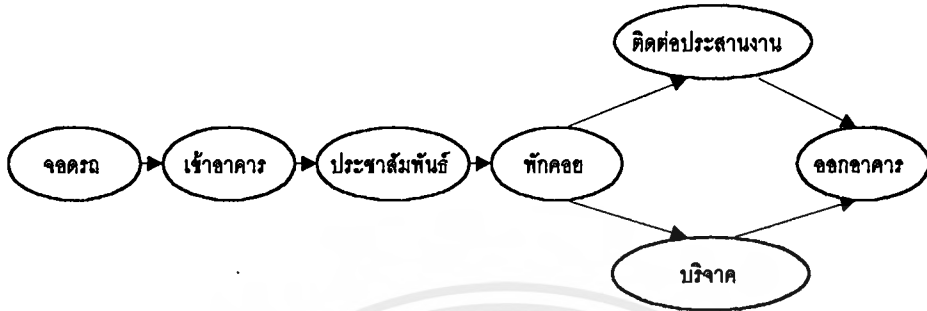 ติดต่อประสานงาน
จอดรถ
เข้าอาคาร
ประชาสัมพันธ์
พักคอย
ออกอาคาร
บริจาค